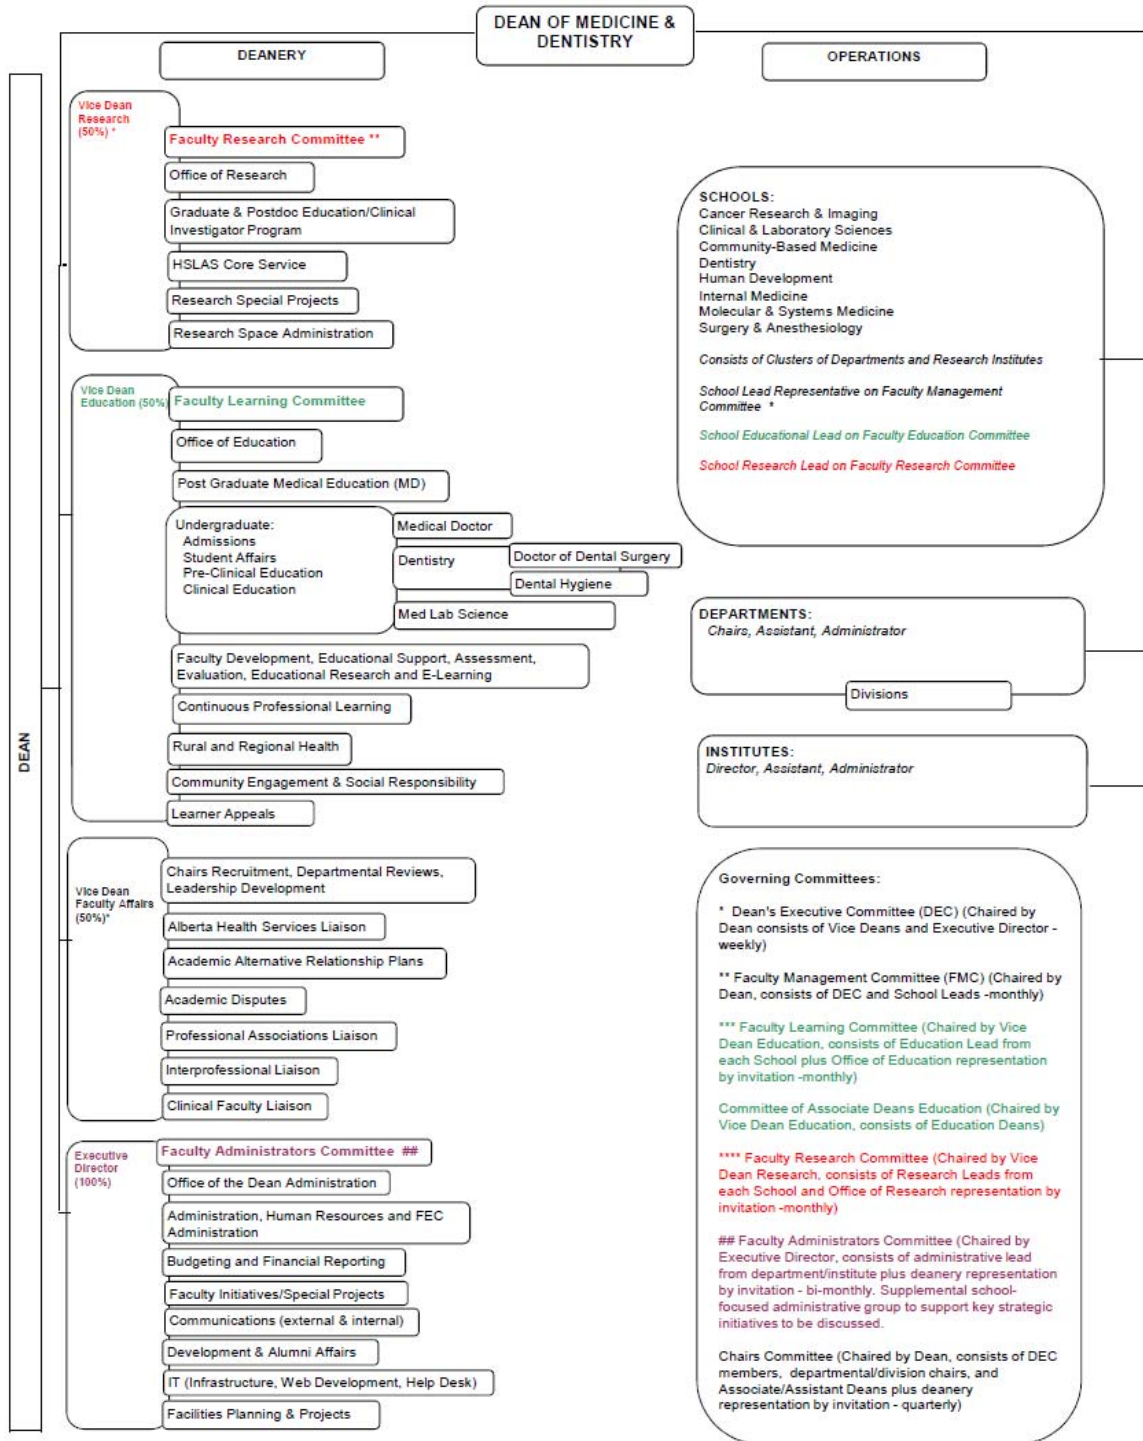 DEAN OF MEDICINE &
DENTISTRY
DEANERY
OPERATIONS
DEAN
Vice Dean
Research
(50%) *
Faculty Research Committee **
Office of Research
Graduate & Postdoc Education/Clinical
Investigator Program
HSLAS Core Service
Research Special Projects
Research Space Administration
Vice Dean
Education (50%)
Faculty Learning Committee
Office of Education
Post Graduate Medical Education (MD)
Undergraduate:
Admissions
Student Affairs
Pre-Clinical Education
Clinical Education
Medical Doctor
Dentistry
Doctor of Dental Surgery
Dental Hygiene
Med Lab Science
Faculty Development, Educational Support, Assessment,
Evaluation, Educational Research and E-Learning
Continuous Professional Learning
Rural and Regional Health
Community Engagement & Social Responsibility
Learner Appeals
Vice Dean
Faculty Affairs
(50%)*
Chairs Recruitment, Departmental Reviews,
Leadership Development
Alberta Health Services Liaison
Academic Alternative Relationship Plans
Academic Disputes
Professional Associations Liaison
Interprofessional Liaison
Clinical Faculty Liaison
Executive
Director
(100%)
Faculty Administrators Committee ##
Office of the Dean Administration
Administration, Human Resources and FEC
Administration
Budgeting and Financial Reporting
Faculty Initiatives/Special Projects
Communications (external & internal)
Development & Alumni Affairs
IT (Infrastructure, Web Development, Help Desk)
Facilities Planning & Projects
SCHOOLS:
Cancer Research & Imaging
Clinical & Laboratory Sciences
Community-Based Medicine
Dentistry
Human Development
Internal Medicine
Molecular & Systems Medicine
Surgery & Anesthesiology
Consists of Clusters of Departments and Research Institutes
School Lead Representative on Faculty Management
Committee *
School Educational Lead on Faculty Education Committee
School Research Lead on Faculty Research Committee
DEPARTMENTS:
Chairs, Assistant, Administrator
Divisions
INSTITUTES:
Director, Assistant, Administrator
Governing Committees:
* Dean's Executive Committee (DEC) (Chaired by
Dean consists of Vice Deans and Executive Director -
weekly)
** Faculty Management Committee (FMC) (Chaired by
Dean, consists of DEC and School Leads -monthly)
*** Faculty Learning Committee (Chaired by Vice
Dean Education, consists of Education Lead from
each School plus Office of Education representation
by invitation -monthly)
Committee of Associate Deans Education (Chaired by
Vice Dean Education, consists of Education Deans)
**** Faculty Research Committee (Chaired by Vice
Dean Research, consists of Research Leads from
each School and Office of Research representation by
invitation -monthly)
## Faculty Administrators Committee (Chaired by
Executive Director, consists of administrative lead
from department/institute plus deanery representation
by invitation - bi-monthly. Supplemental school-
focused administrative group to support key strategic
initiatives to be discussed.
Chairs Committee (Chaired by Dean, consists of DEC
members, departmental/division chairs, and
Associate/Assistant Deans plus deanery
representation by invitation - quarterly)